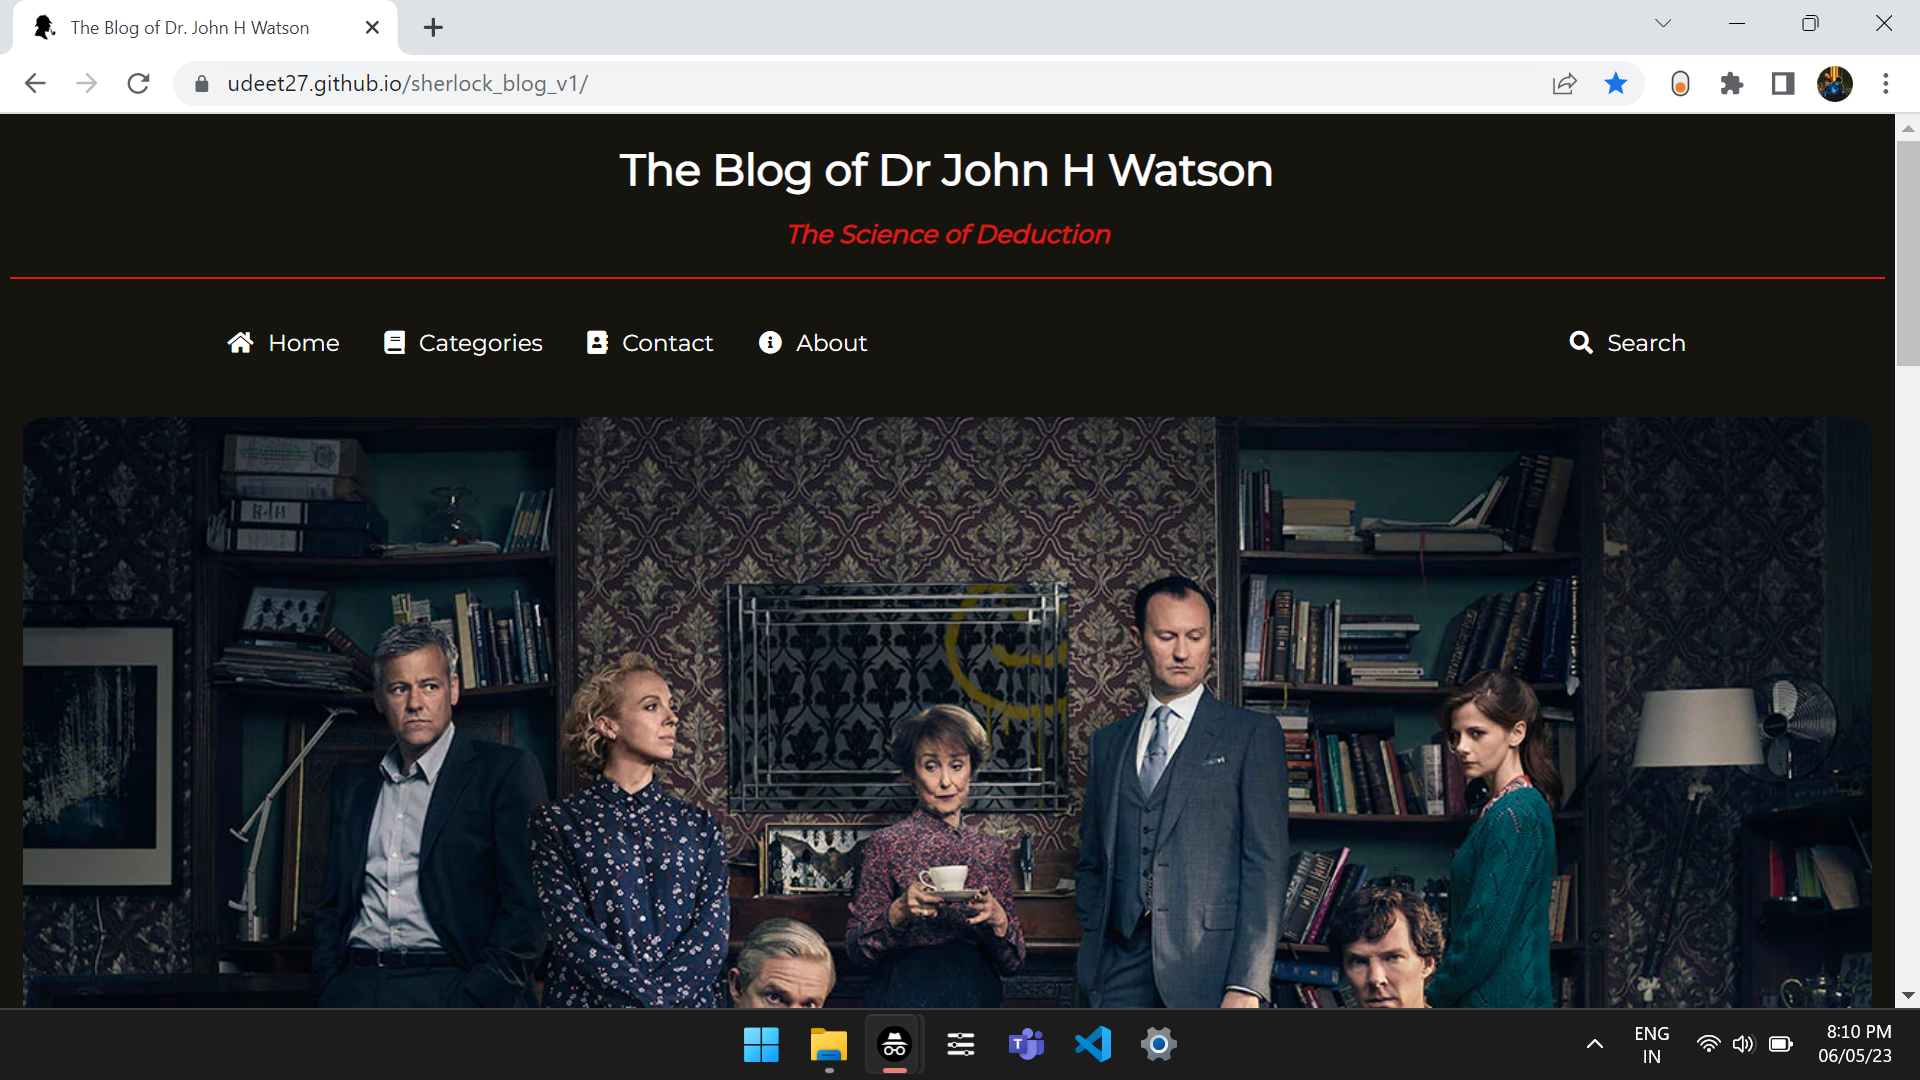 The Blog of Dr. John H Watson
udeet27.github.io/sherlock_blog_v1/
The Blog of Dr John H Watson
The Science of Deduction
Home Categories Contact About Search
ENG
IN
8:10 PM
06/05/23